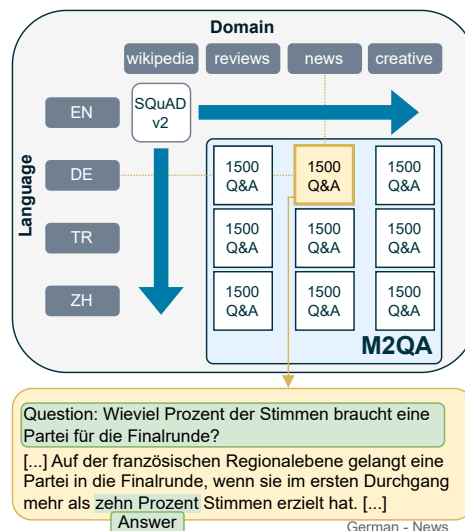 Domain
wikipedia reviews news creative
Language
EN
SQuAD
v2
DE
1500
Q&A
1500
Q&A
1500
Q&A
TR
1500
Q&A
1500
Q&A
1500
Q&A
ZH
1500
Q&A
1500
Q&A
1500
Q&A
M2QA
Question: Wieviel Prozent der Stimmen braucht eine
Partei für die Finalrunde?
[...] Auf der französischen Regionalebene gelangt eine
Partei in die Finalrunde, wenn sie im ersten Durchgang
mehr als zehn Prozent Stimmen erzielt hat. [...]
Answer
German - News